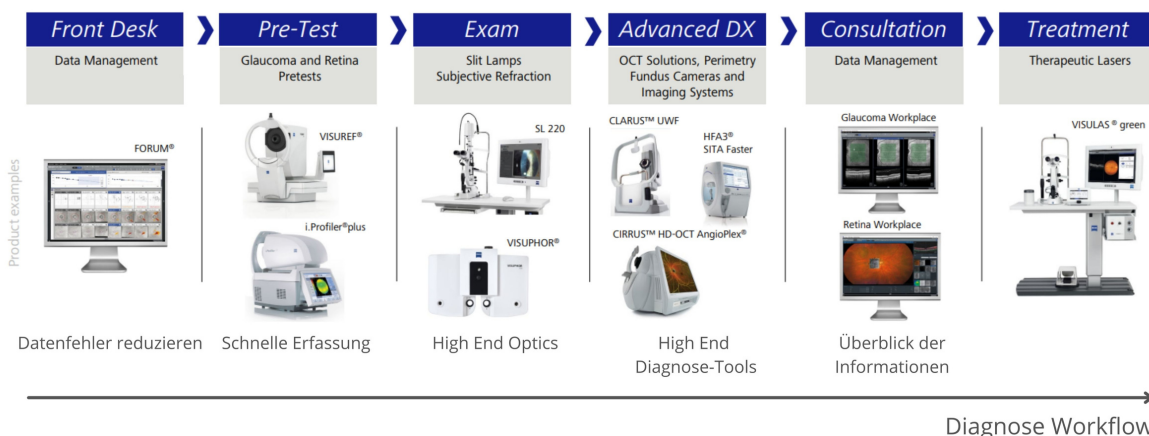 Front Desk
Data Management
Pre-Test
Glaucoma and Retina
Pretests
Exam
Slit Lamps
Subjective Refraction
Advanced DX
OCT Solutions, Perimetry
Fundus Cameras and
Imaging Systems
Consultation
Data Management
Treatment
Therapeutic Lasers
Product examples
FORUM®
VISUREF®
i.Profiler®plus
SL 220
VISUPHOR®
CLARUS™ UWF
HFA3®
SITA Faster
CIRRUS™ HD-OCT AngioPlex®
Glaucoma Workplace
Retina Workplace
VISULAS ® green
Datenfehler reduzieren
Schnelle Erfassung
High End Optics
High End
Diagnose-Tools
Überblick der
Informationen
Diagnose Workflow